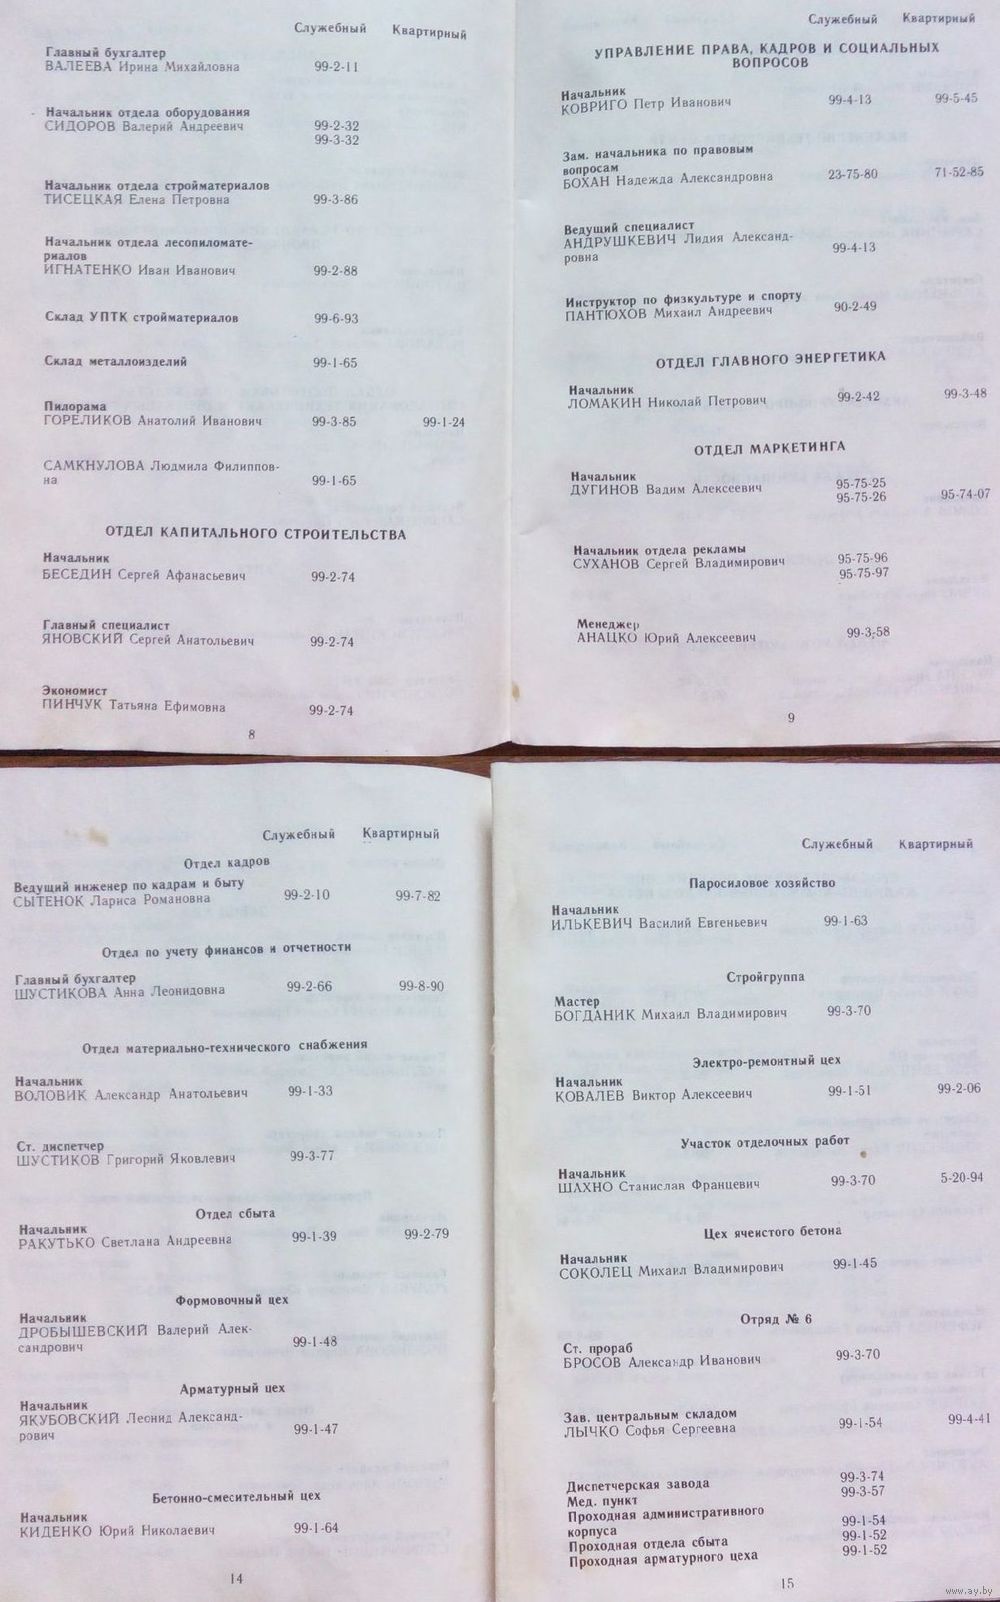 Служебный Квартирный
Главный бухгалтер
ВАЛЕЕВА Ирина Михайловна 99-2-11
Начальник отдела оборудования
СИДОРОВ Валерий Андреевич 99-2-32
99-3-32
Начальник отдела стройматериалов
ТИСЕЦКАЯ Елена Петровна 99-3-86
Начальник отдела лесопиломате-
риалов
ИГНАТЕНКО Иван Иванович 99-2-88
Склад УПТК стройматериалов 99-6-93
Склад металлоизделий 99-1-65
Пилорама
ГОРЕЛИКОВ Анатолий Иванович 99-3-85 99-1-24
САМКНУЛОВА Людмила Филиппов-
на 99-1-65
ОТДЕЛ КАПИТАЛЬНОГО СТРОИТЕЛЬСТВА
Начальник
БЕСЕДИН Сергей Афанасьевич 99-2-74
Главный специалист
ЯНОВСКИЙ Сергей Анатольевич 99-2-74
Экономист
ПИНЧУК Татьяна Ефимовна 99-2-74
8
Служебный Квартирный
УПРАВЛЕНИЕ ПРАВА, КАДРОВ И СОЦИАЛЬНЫХ
ВОПРОСОВ
Начальник
КОВРИГО Петр Иванович 99-4-13 99-5-45
Зам. начальника по правовым
вопросам
БОХАН Надежда Александровна 23-75-80 71-52-85
Ведущий специалист
АНДРУШКЕВИЧ Лидия Александ-
ровна 99-4-13
Инструктор по физкультуре и спорту
ПАНТЮХОВ Михаил Андреевич 90-2-49
ОТДЕЛ ГЛАВНОГО ЭНЕРГЕТИКА
Начальник
ЛОМАКИН Николай Петрович 99-2-42 99-3-48
ОТДЕЛ МАРКЕТИНГА
Начальник
ДУГИНОВ Вадим Алексеевич 95-75-25
95-75-26 95-74-07
Начальник отдела рекламы
СУХАНОВ Сергей Владимирович 95-75-96
95-75-97
Менеджер
АНАЦКО Юрий Алексеевич 99-3-58
9
Служебный Квартирный
Отдел кадров
Ведущий инженер по кадрам и быту
СЫТЕНОК Лариса Романовна 99-2-10 99-7-82
Отдел по учету финансов и отчетности
Главный бухгалтер
ШУСТИКОВА Анна Леонидовна 99-2-66 99-8-90
Отдел материально-технического снабжения
Начальник
ВОЛОВИК Александр Анатольевич 99-1-33
Ст. диспетчер
ШУСТИКОВ Григорий Яковлевич 99-3-77
Отдел сбыта
Начальник
РАКУТЬКО Светлана Андреевна 99-1-39 99-2-79
Формовочный цех
Начальник
ДРОБЫШЕВСКИЙ Валерий Алек-
сандрович 99-1-48
Арматурный цех
Начальник
ЯКУБОВСКИЙ Леонид Александ-
рович 99-1-47
Бетонно-смесительный цех
Начальник
КИДЕНКО Юрий Николаевич 99-1-64
14
Служебный Квартирный
Паросиловое хозяйство
Начальник
ИЛЬКЕВИЧ Василий Евгеньевич 99-1-63
Стройгруппа
Мастер
БОГДАНИК Михаил Владимирович 99-3-70
Электро-ремонтный цех
Начальник
КОВАЛЕВ Виктор Алексеевич 99-1-51 99-2-06
Участок отделочных работ
Начальник
ШАХНО Станислав Францевич 99-3-70 5-20-94
Цех ячеистого бетона
Начальник
СОКОЛЕЦ Михаил Владимирович 99-1-45
Отряд № 6
Ст. прораб
БРОСОВ Александр Иванович 99-3-70
Зав. центральным складом
ЛЫЧКО Софья Сергеевна 99-1-54 99-4-41
Диспетчерская завода 99-3-74
Мед. пункт 99-3-57
Проходная административного
корпуса 99-1-54
Проходная отдела сбыта 99-1-52
Проходная арматурного цеха 99-1-52
15
www.ay.by